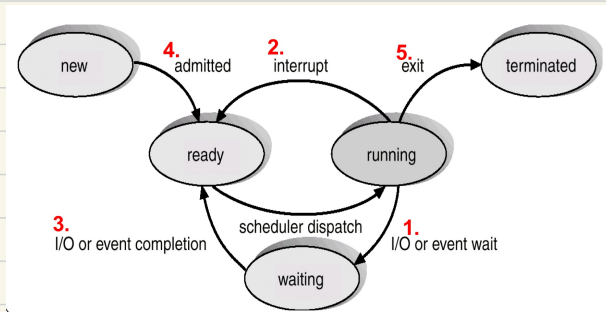 4.
2.
5.
new
admitted
interrupt
exit
terminated
ready
running
3.
scheduler dispatch
1.
I/O or event completion
I/O or event wait
waiting